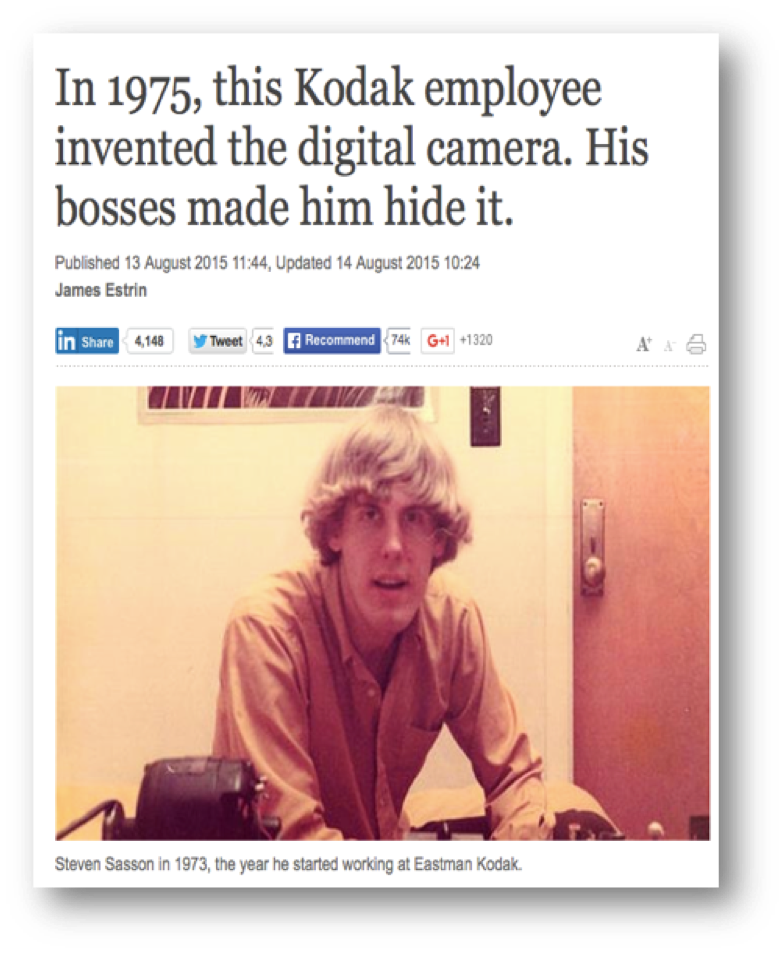 In 1975, this Kodak employee
invented the digital camera. His
bosses made him hide it.
Published 13 August 2015 11:44, Updated 14 August 2015 10:24
James Estrin
in Share 4,148 Tweet 4,3 f Recommend 74k G+1 +1320 A+ A-
Steven Sasson in 1973, the year he started working at Eastman Kodak.